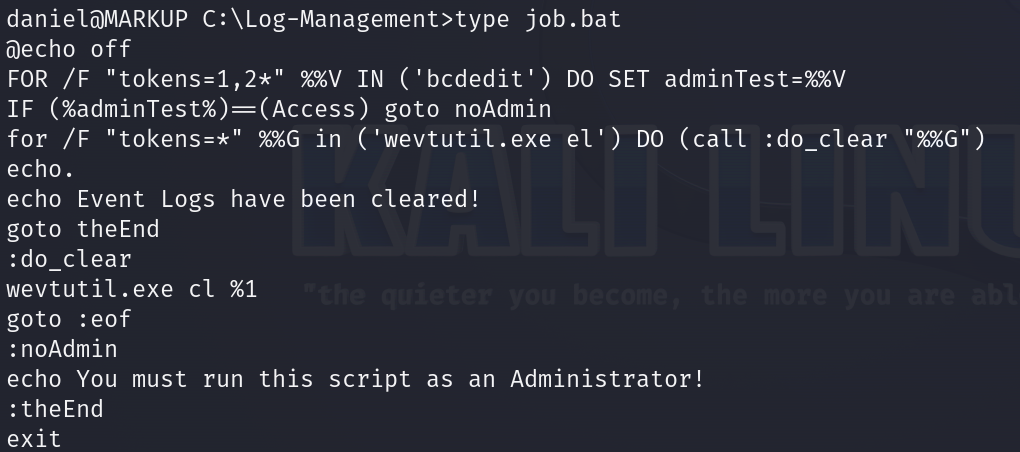 daniel@MARKUP C:\Log-Management>type job.bat
@echo off
FOR /F "tokens=1,2*" %%V IN ('bcdedit') DO SET adminTest=%%V
IF (%adminTest%)==(Access) goto noAdmin
for /F "tokens=*" %%G in ('wevtutil.exe el') DO (call :do_clear "%%G")
echo.
echo Event Logs have been cleared!
goto theEnd
:do_clear
wevtutil.exe cl %1
goto :eof
:noAdmin
echo You must run this script as an Administrator!
:theEnd
exit
KALI
"the quieter you become, the more you are